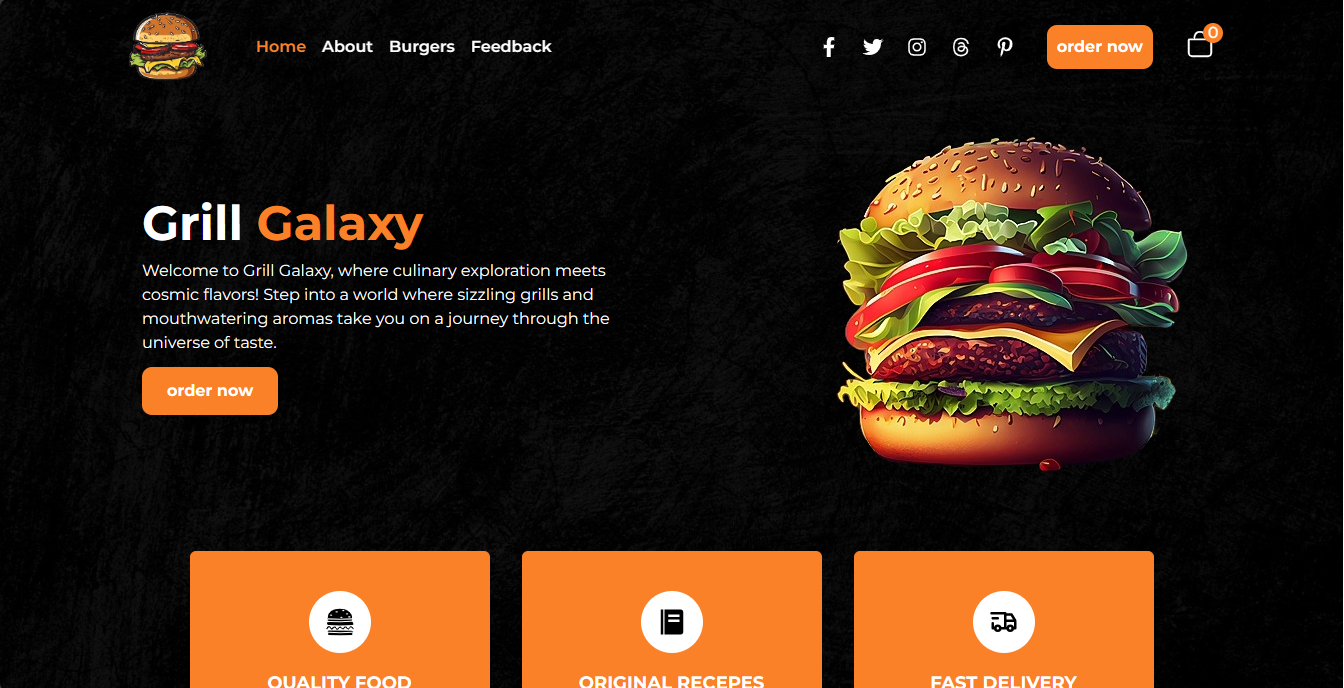 Home About Burgers Feedback order now 0
Grill Galaxy
Welcome to Grill Galaxy, where culinary exploration meets
cosmic flavors! Step into a world where sizzling grills and
mouthwatering aromas take you on a journey through the
universe of taste.
order now
QUALITY FOOD ORIGINAL RECEPES FAST DELIVERY